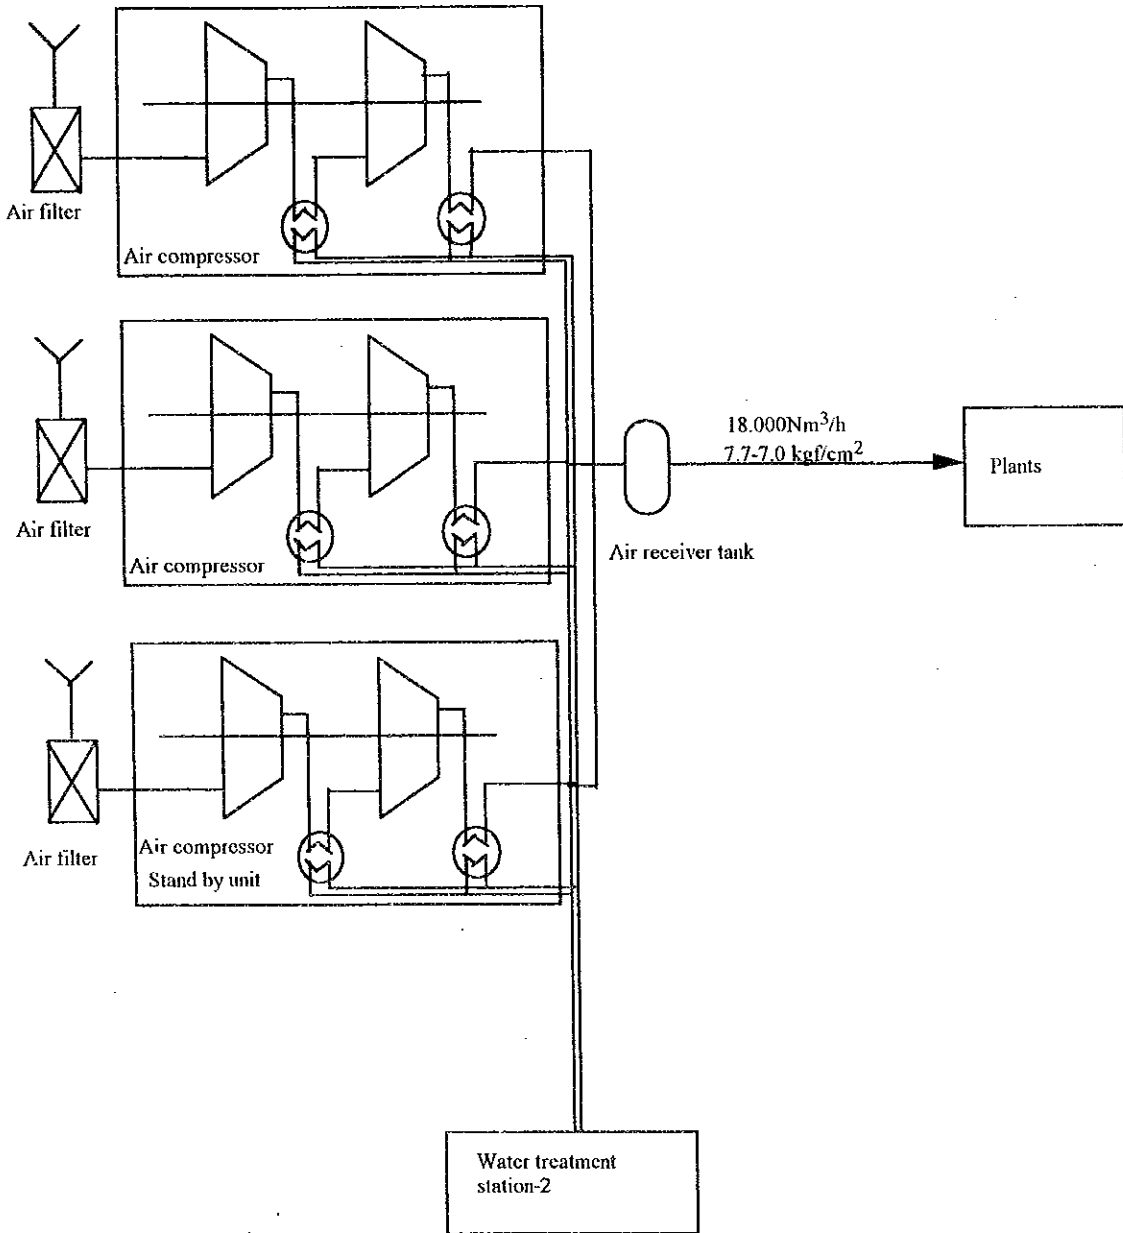 Air filter
Air compressor
18.000Nm³/h
7.7-7.0 kgf/cm²
Plants
Air filter
Air compressor
Air receiver tank
Air filter
Air compressor
Stand by unit
Water treatment
station-2